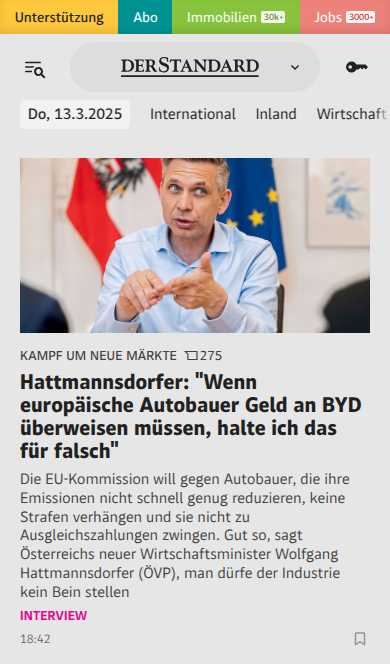 Unterstützung Abo Immobilien 30k+ Jobs 3000+
DERSTANDARD
Do, 13.3.2025 International Inland Wirtschaft
KAMPF UM NEUE MÄRKTE 275
Hattmannsdorfer: "Wenn
europäische Autobauer Geld an BYD
überweisen müssen, halte ich das
für falsch"
Die EU-Kommission will gegen Autobauer, die ihre
Emissionen nicht schnell genug reduzieren, keine
Strafen verhängen und sie nicht zu
Ausgleichszahlungen zwingen. Gut so, sagt
Österreichs neuer Wirtschaftsminister Wolfgang
Hattmannsdorfer (ÖVP), man dürfe der Industrie
kein Bein stellen
INTERVIEW
18:42